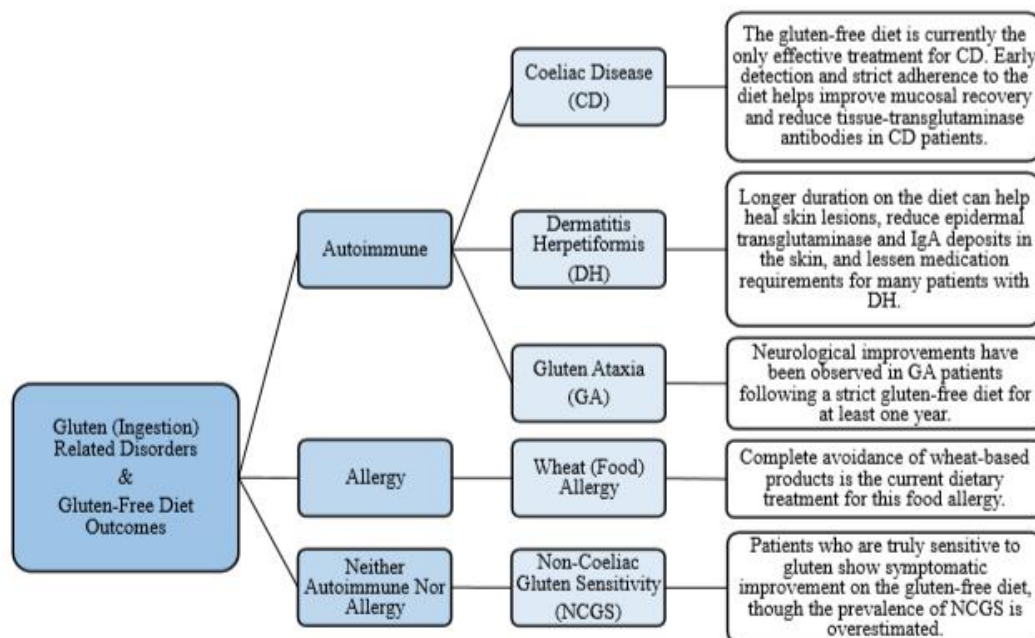 Gluten (Ingestion)
Related Disorders
&
Gluten-Free Diet
Outcomes
Autoimmune
Coeliac Disease
(CD)
The gluten-free diet is currently the
only effective treatment for CD. Early
detection and strict adherence to the
diet helps improve mucosal recovery
and reduce tissue-transglutaminase
antibodies in CD patients.
Dermatitis
Herpetiformis
(DH)
Longer duration on the diet can help
heal skin lesions, reduce epidermal
transglutaminase and IgA deposits in
the skin, and lessen medication
requirements for many patients with
DH.
Gluten Ataxia
(GA)
Neurological improvements have
been observed in GA patients
following a strict gluten-free diet for
at least one year.
Allergy
Wheat (Food)
Allergy
Complete avoidance of wheat-based
products is the current dietary
treatment for this food allergy.
Neither
Autoimmune Nor
Allergy
Non-Coeliac
Gluten Sensitivity
(NCGS)
Patients who are truly sensitive to
gluten show symptomatic
improvement on the gluten-free diet,
though the prevalence of NCGS is
overestimated.